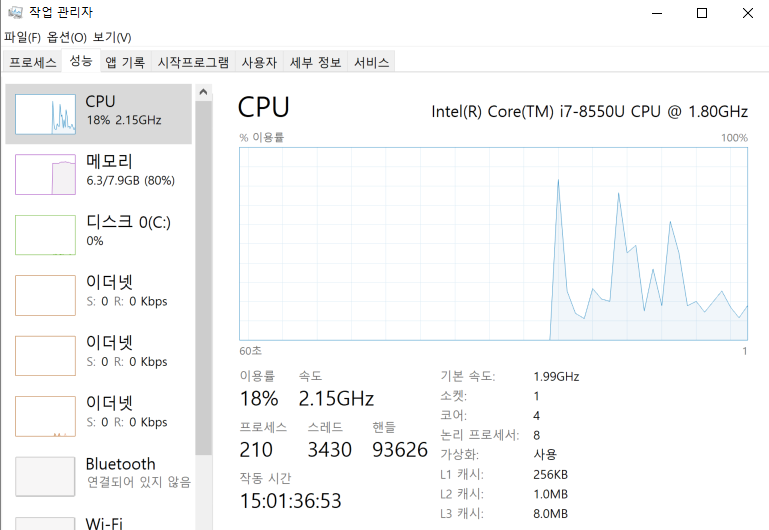 작업 관리자
파일(F) 옵션(O) 보기(V)
프로세스 성능 앱 기록 시작프로그램 사용자 세부 정보 서비스
CPU
18% 2.15GHz
메모리
6.3/7.9GB (80%)
디스크 0(C:)
0%
이더넷
S: 0 R: 0 Kbps
이더넷
S: 0 R: 0 Kbps
이더넷
S: 0 R: 0 Kbps
Bluetooth
연결되어 있지 않음
Wi-Fi
CPU Intel(R) Core(TM) i7-8550U CPU @ 1.80GHz
% 이용률 100%
60초 1
이용률 속도
18% 2.15GHz
프로세스 스레드 핸들
210 3430 93626
작동 시간
15:01:36:53
기본 속도: 1.99GHz
소켓: 1
코어: 4
논리 프로세서: 8
가상화: 사용
L1 캐시: 256KB
L2 캐시: 1.0MB
L3 캐시: 8.0MB